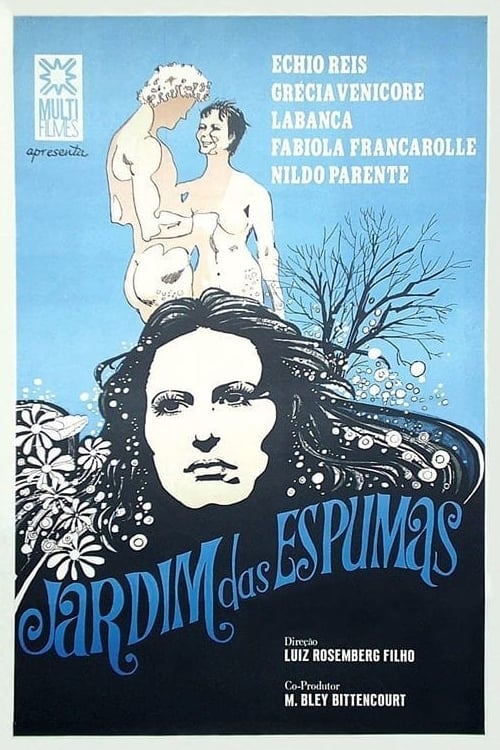 MULTI
FILMES
apresenta
ECHIO REIS
GRÉCIA VENICORE
LABANCA
FABIOLA FRANCAROLLE
NILDO PARENTE
JARDIM das ESPUMAS
Direção
LUIZ ROSEMBERG FILHO
Co-Produtor
M. BLEY BITTENCOURT